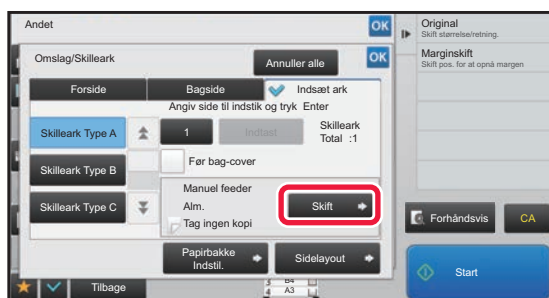 Andet
OK
Omslag/Skilleark
Annuller alle
OK
Forside
Bagside
Indsæt ark
Angiv side til indstik og tryk Enter
Skilleark Type A
1
Indtast
Skilleark
Total :1
Skilleark Type B
Før bag-cover
Skilleark Type C
Manuel feeder
Alm.
Tag ingen kopi
Skift
Papirbakke
Indstil.
Sidelayout
Tilbage
3 B4
4 A3
Original
Skift størrelse/retning.
Marginskift
Skift pos. for at opnå margen
Forhåndsvis
CA
Start